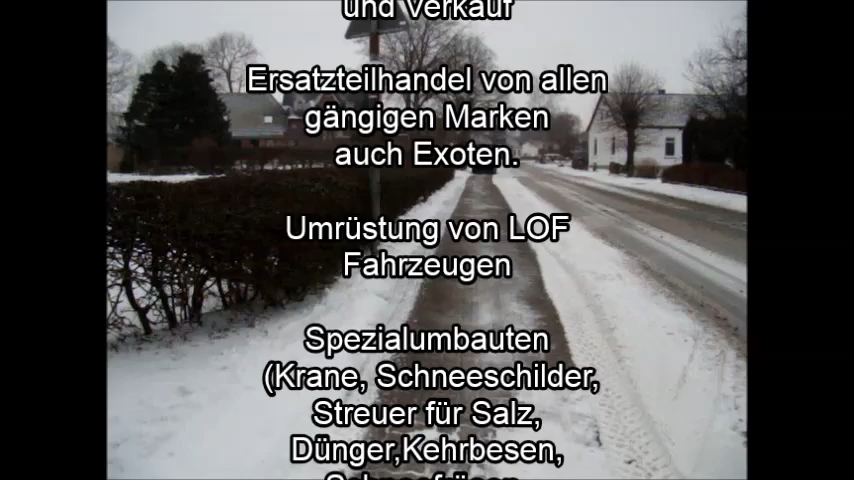 und Verkauf
Ersatzteilhandel von allen
gängigen Marken
auch Exoten.
Umrüstung von LOF
Fahrzeugen
Spezialumbauten
(Krane, Schneeschilder,
Streuer für Salz,
Dünger,Kehrbesen,